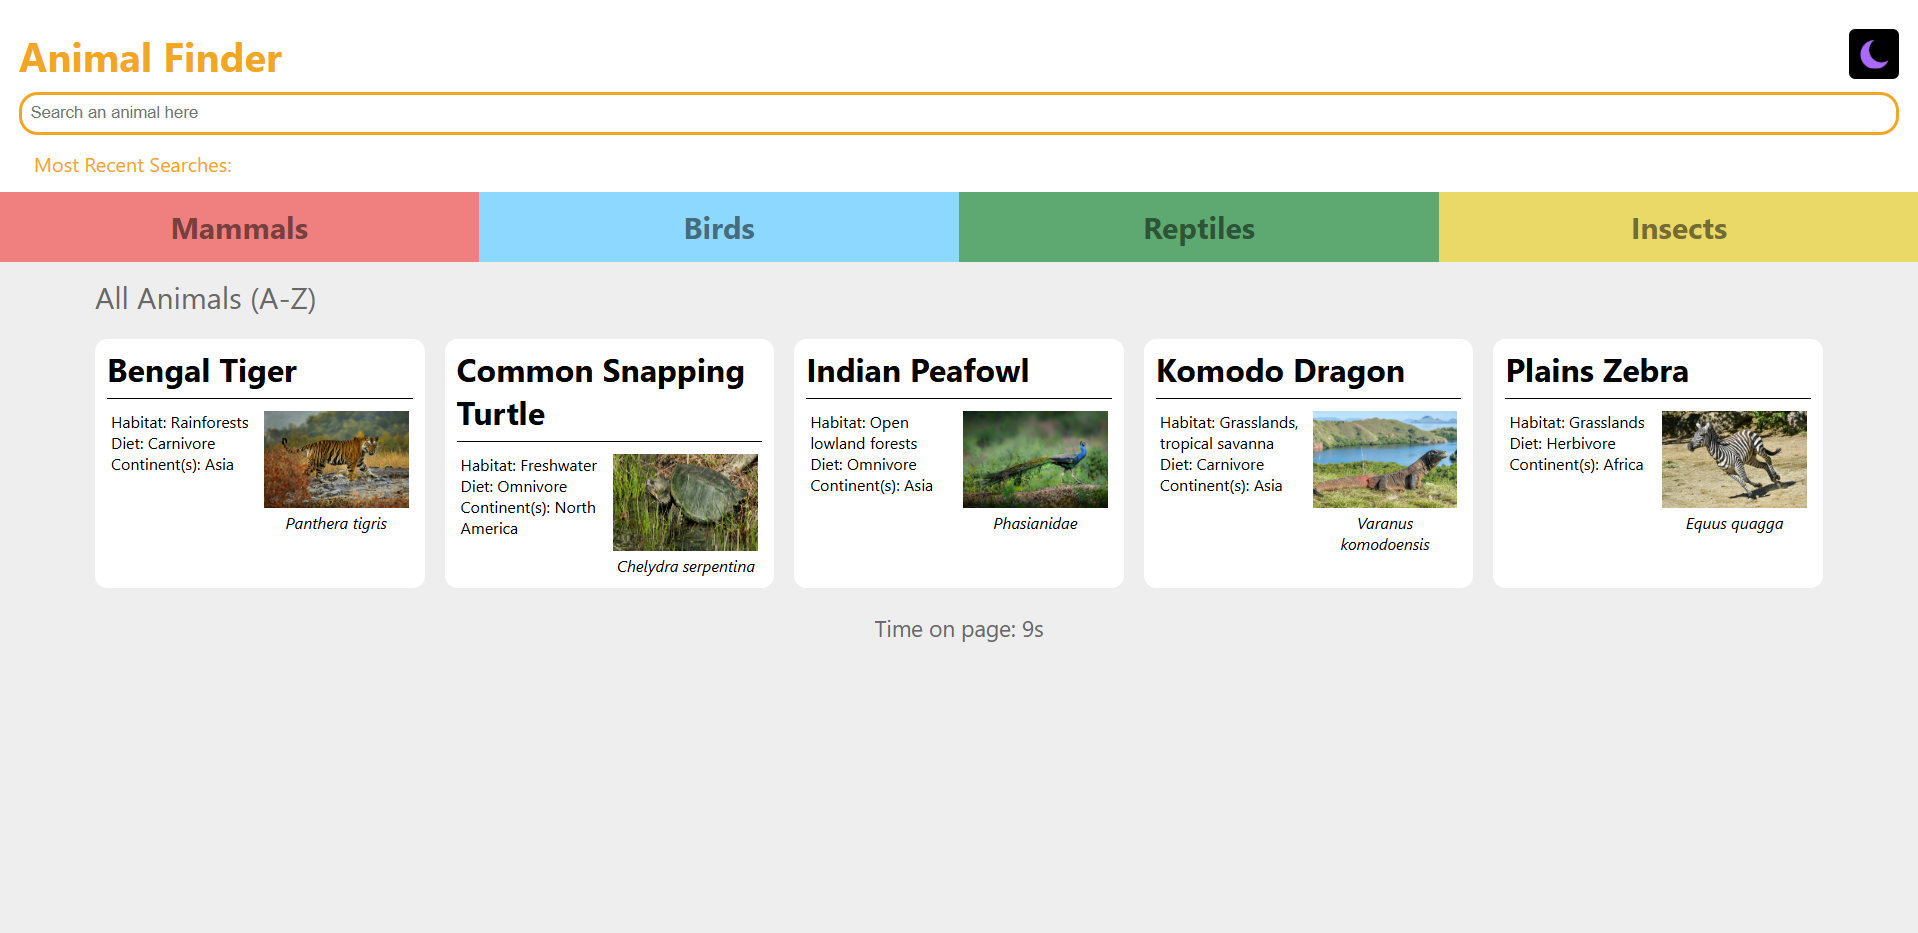 Animal Finder
Search an animal here
Most Recent Searches:
Mammals
Birds
Reptiles
Insects
All Animals (A-Z)
Bengal Tiger
Habitat: Rainforests
Diet: Carnivore
Continent(s): Asia
Panthera tigris
Common Snapping
Turtle
Habitat: Freshwater
Diet: Omnivore
Continent(s): North
America
Chelydra serpentina
Indian Peafowl
Habitat: Open
lowland forests
Diet: Omnivore
Continent(s): Asia
Phasianidae
Komodo Dragon
Habitat: Grasslands,
tropical savanna
Diet: Carnivore
Continent(s): Asia
Varanus
komodoensis
Plains Zebra
Habitat: Grasslands
Diet: Herbivore
Continent(s): Africa
Equus quagga
Time on page: 9s